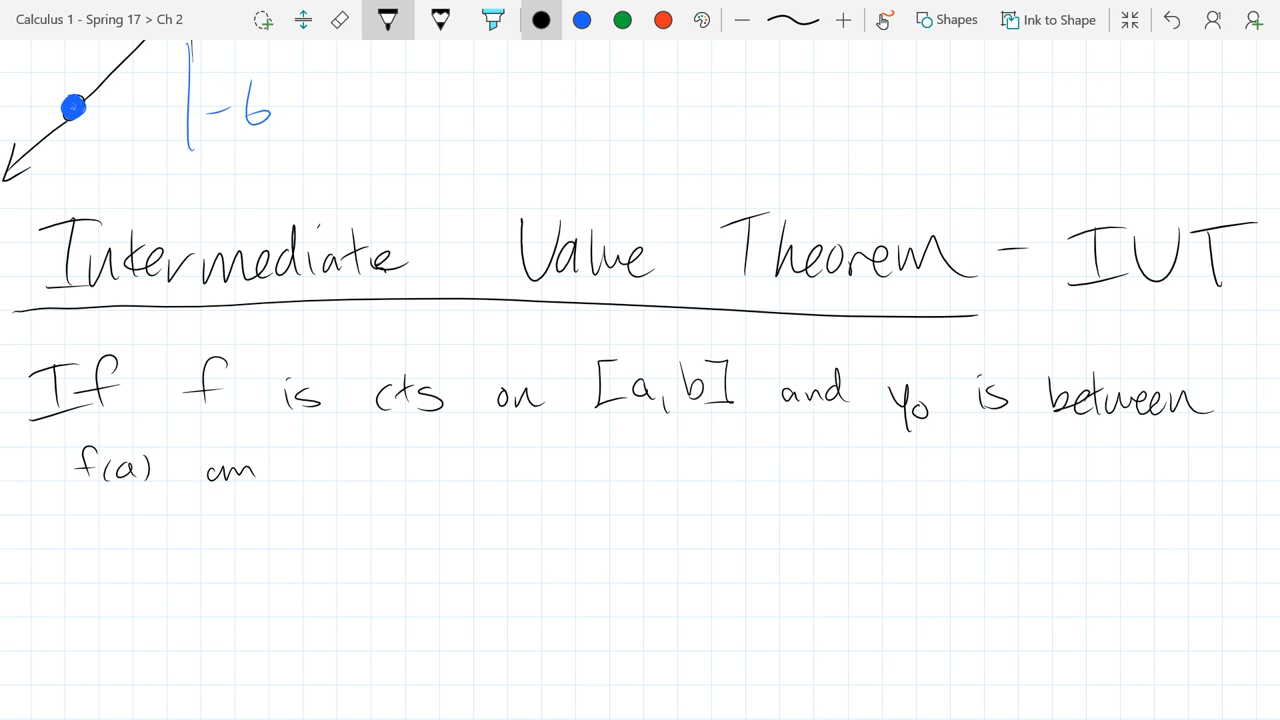 Calculus 1 - Spring 17 > Ch 2
Shapes
Ink to Shape
-6
Intermediate Value Theorem - IVT
If f is cts on [a,b] and y₀ is between
f(a) an